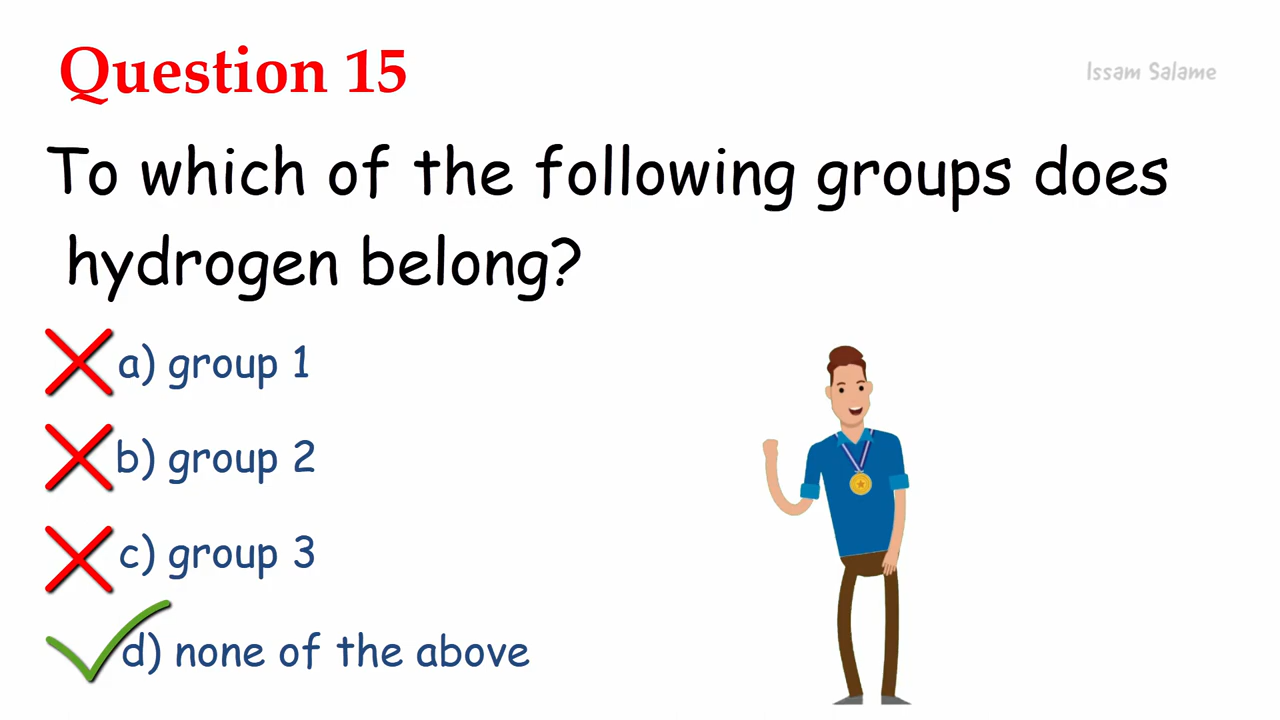 Question 15
Issam Salame
To which of the following groups does
hydrogen belong?
a) group 1
b) group 2
c) group 3
d) none of the above